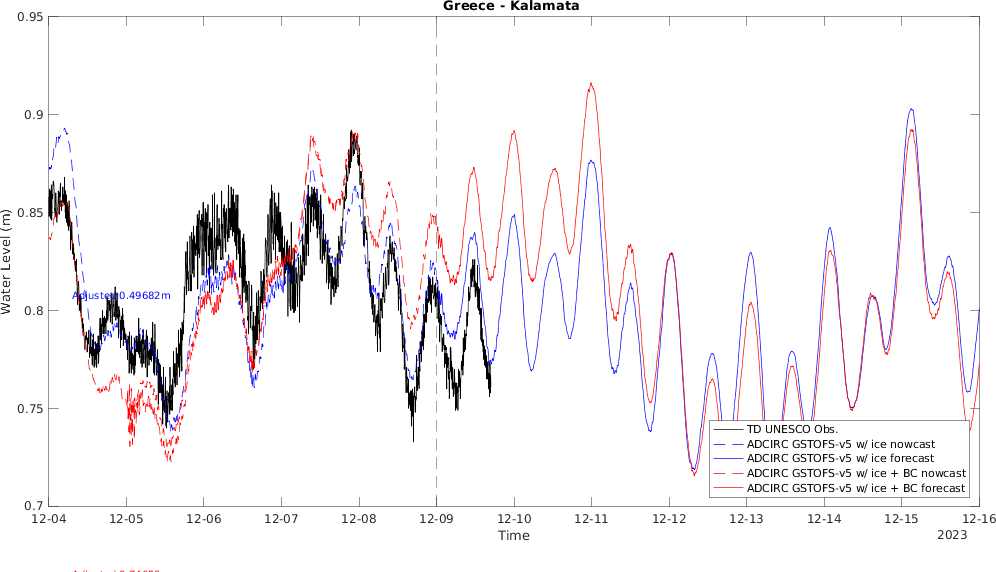 Greece - Kalamata
0.95
0.9
0.85
0.8
0.75
0.7
Water Level (m)
Adjusted 0.49682m
TD UNESCO Obs.
ADCIRC GSTOFS-v5 w/ ice nowcast
ADCIRC GSTOFS-v5 w/ ice forecast
ADCIRC GSTOFS-v5 w/ ice + BC nowcast
ADCIRC GSTOFS-v5 w/ ice + BC forecast
12-04 12-05 12-06 12-07 12-08 12-09 12-10 12-11 12-12 12-13 12-14 12-15 12-16
Time
2023